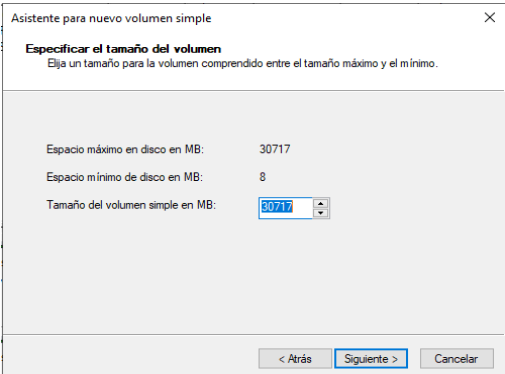 Asistente para nuevo volumen simple
Especificar el tamaño del volumen
Elija un tamaño para la volumen comprendido entre el tamaño máximo y el mínimo.
Espacio máximo en disco en MB: 30717
Espacio mínimo de disco en MB: 8
Tamaño del volumen simple en MB: 30717
< Atrás Siguiente > Cancelar